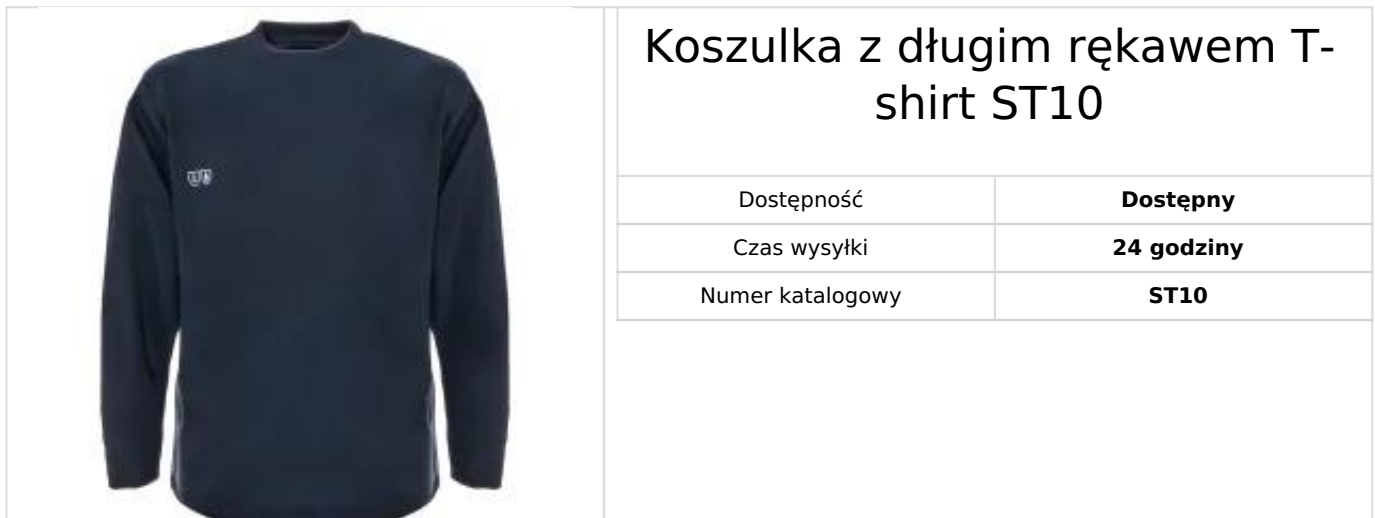 Koszulka z długim rękawem T-
shirt ST10
Dostępność Dostępny
Czas wysyłki 24 godziny
Numer katalogowy ST10